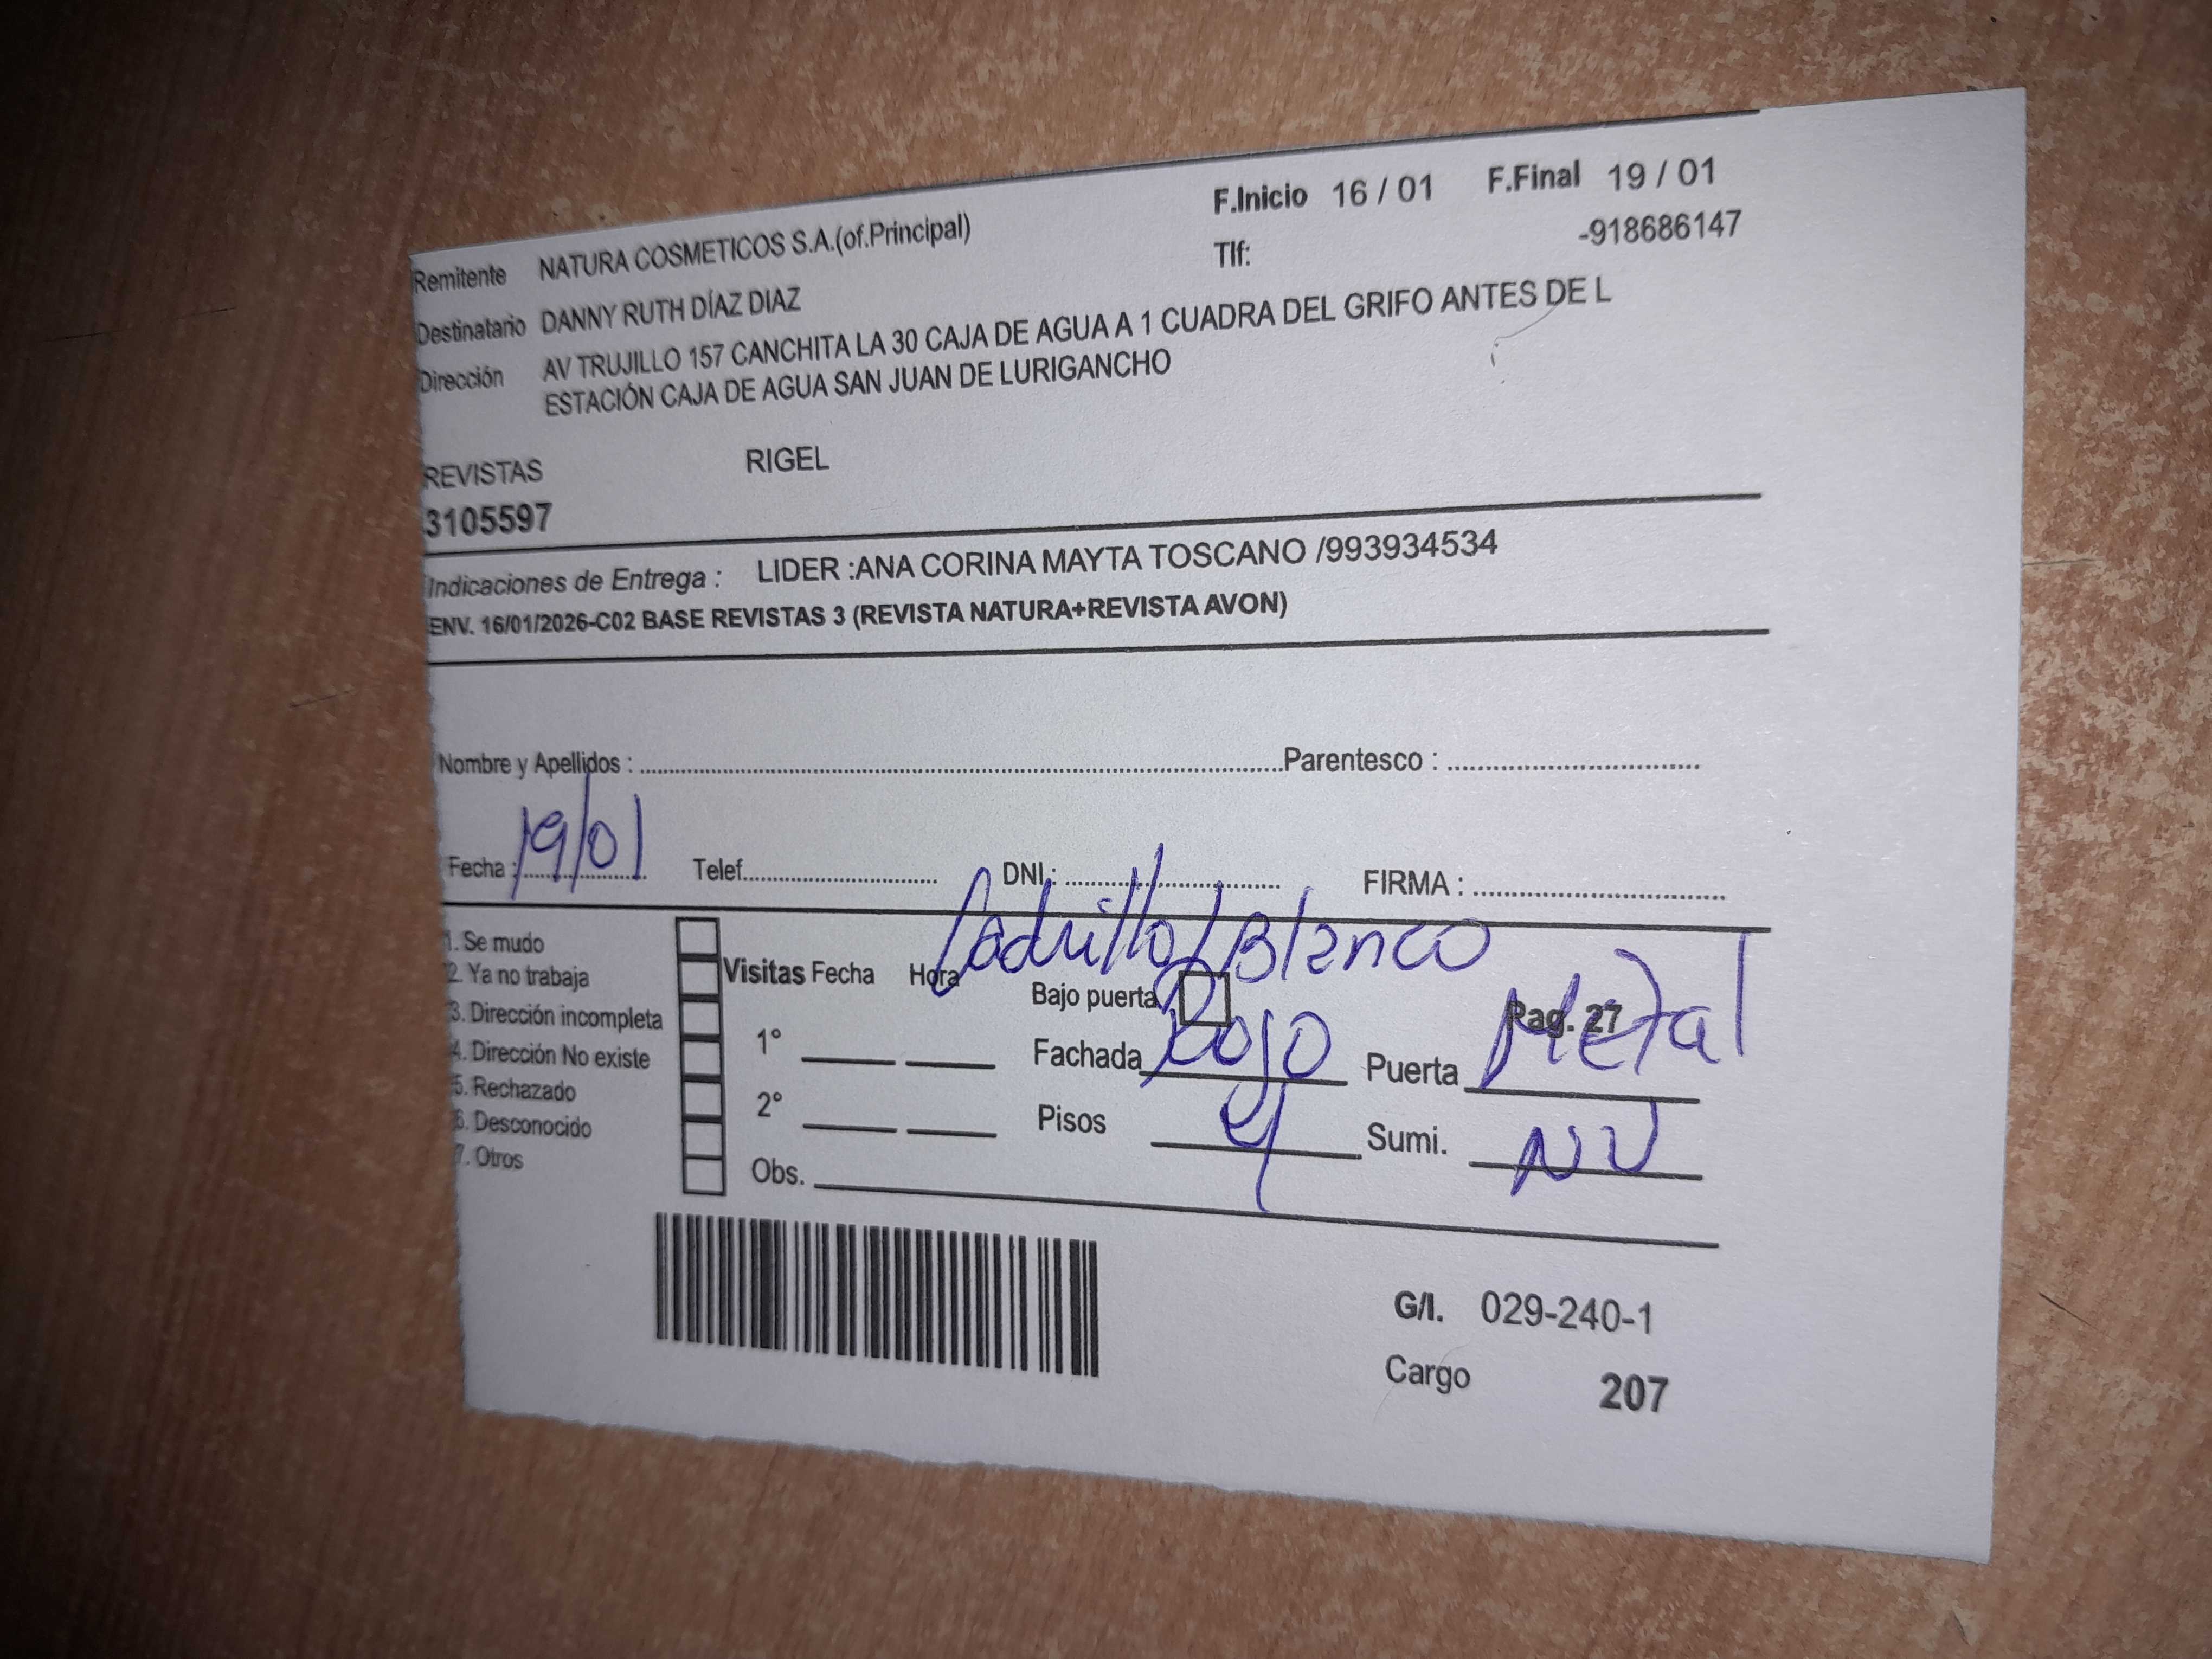 F.Inicio 16 / 01 F.Final 19 / 01
Remitente NATURA COSMETICOS S.A.(of.Principal) Tlf: -918686147
Destinatario DANNY RUTH DÍAZ DIAZ
Dirección AV TRUJILLO 157 CANCHITA LA 30 CAJA DE AGUA A 1 CUADRA DEL GRIFO ANTES DE L
ESTACIÓN CAJA DE AGUA SAN JUAN DE LURIGANCHO
REVISTAS RIGEL
3105597
Indicaciones de Entrega : LIDER :ANA CORINA MAYTA TOSCANO /993934534
ENV. 16/01/2026-C02 BASE REVISTAS 3 (REVISTA NATURA+REVISTA AVON)
Nombre y Apellidos : Parentesco :
Fecha : 19/01 Telef. DNI : FIRMA :
Ladrillo/Blanco
1. Se mudo
2. Ya no trabaja
3. Dirección incompleta
4. Dirección No existe
5. Rechazado
6. Desconocido
7. Otros
Visitas Fecha Hora
1°
2°
Obs.
Bajo puerta Pag. 27
Fachada Rojo Puerta Metal
Pisos 4 Sumi. NV
G/I. 029-240-1
Cargo 207